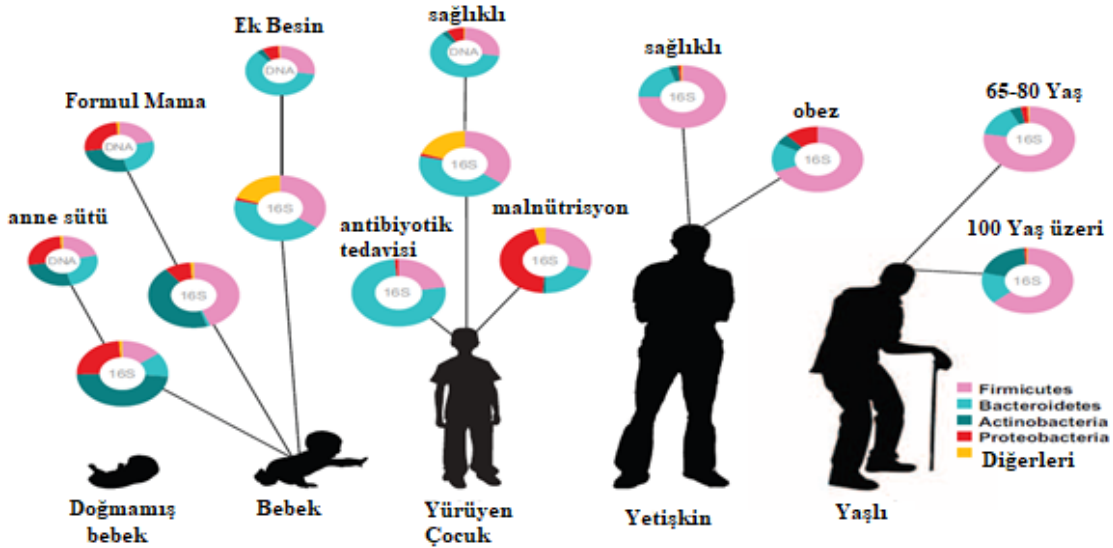 Ek Besin
DNA
sağlıklı
DNA
sağlıklı
16S
65-80 Yaş
16S
Formul Mama
DNA
obez
16S
anne sütü
DNA
16S
16S
antibiyotik
tedavisi
16S
malnütrisyon
16S
100 Yaş üzeri
16S
16S
16S
Firmicutes
Bacteroidetes
Actinobacteria
Proteobacteria
Diğerleri
Doğmamış
bebek
Bebek
Yürüyen
Çocuk
Yetişkin
Yaşlı